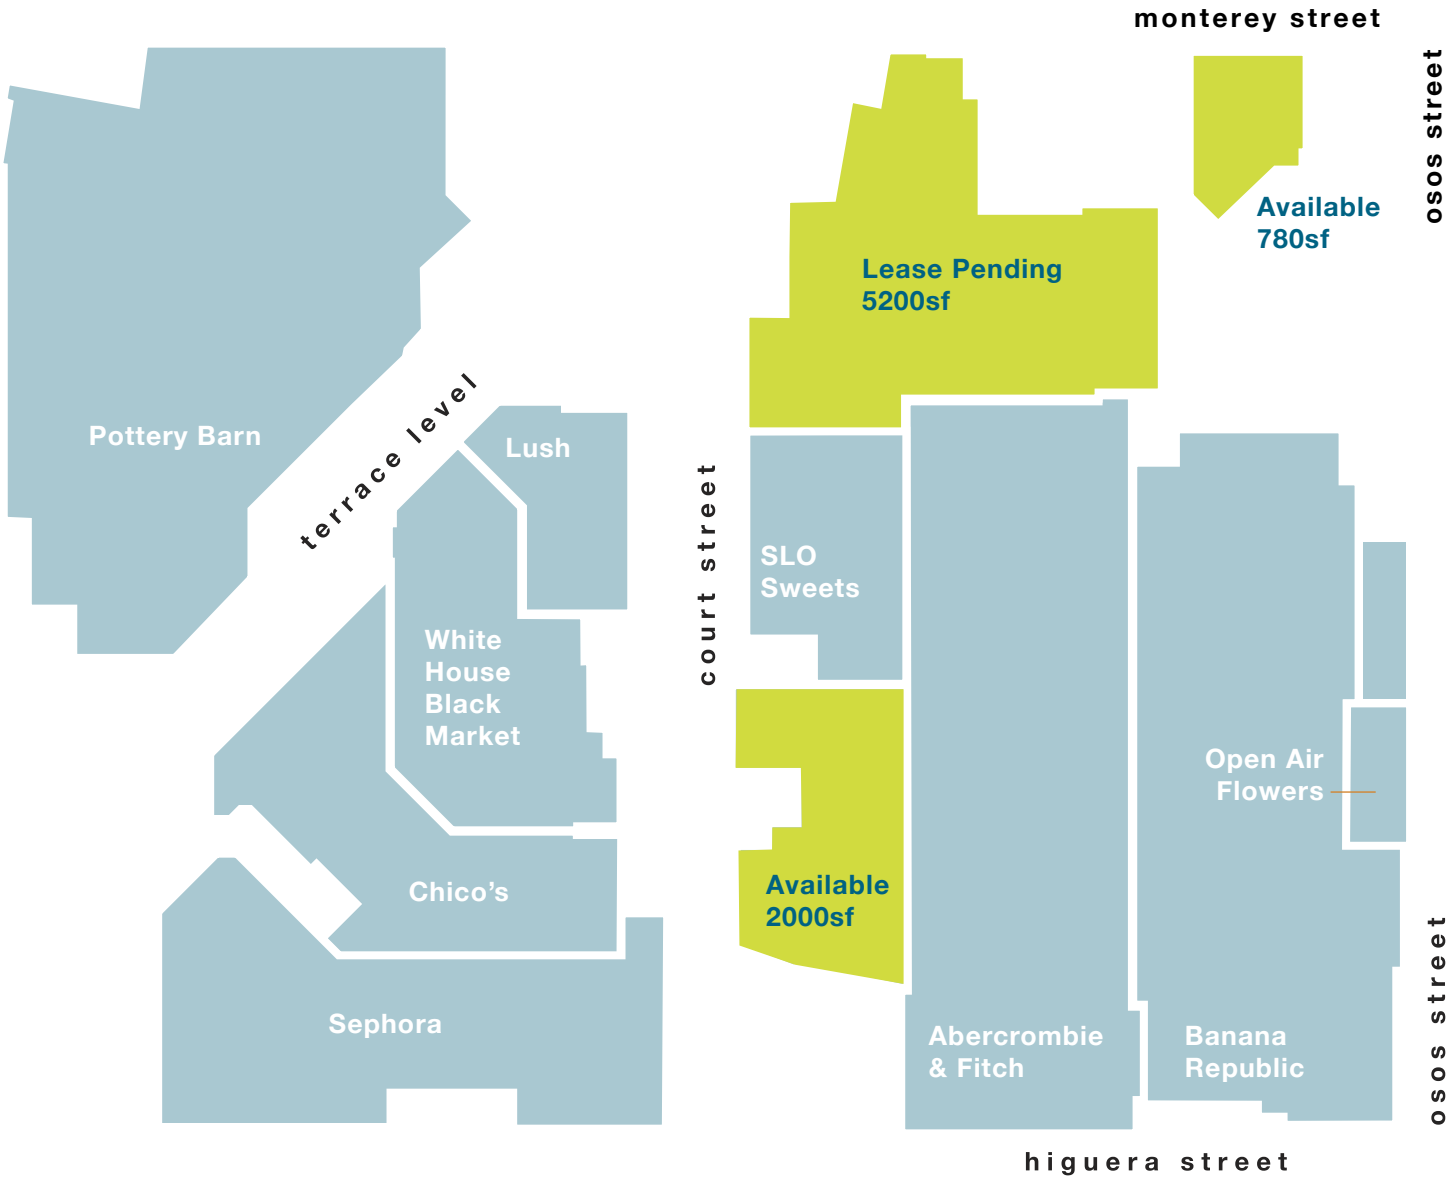 monterey street
osos street
Available
780sf
Lease Pending
5200sf
Pottery Barn
terrace level
Lush
court street
SLO
Sweets
White
House
Black
Market
Open Air
Flowers
Chico’s
Available
2000sf
Sephora
Abercrombie
& Fitch
Banana
Republic
osos street
higuera street